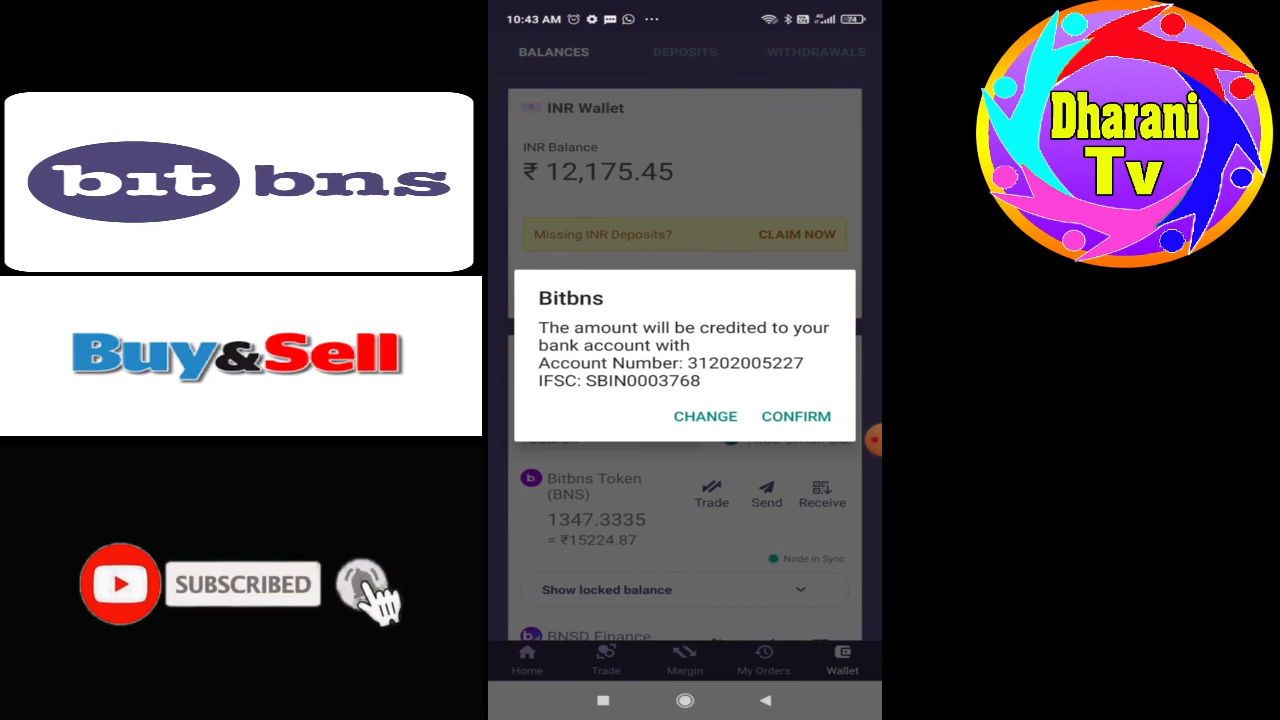 bit bns
Buy&Sell
SUBSCRIBED
10:43 AM
74
BALANCES DEPOSITS WITHDRAWALS
INR Wallet
INR Balance
₹ 12,175.45
Missing INR Deposits? CLAIM NOW
Bitbns
The amount will be credited to your
bank account with
Account Number: 31202005227
IFSC: SBIN0003768
CHANGE CONFIRM
Bitbns Token
(BNS)
Trade Send Receive
1347.3335
= ₹15224.87
Node in Sync
Show locked balance
BNSD Finance
Home Trade Margin My Orders Wallet
Dharani
Tv